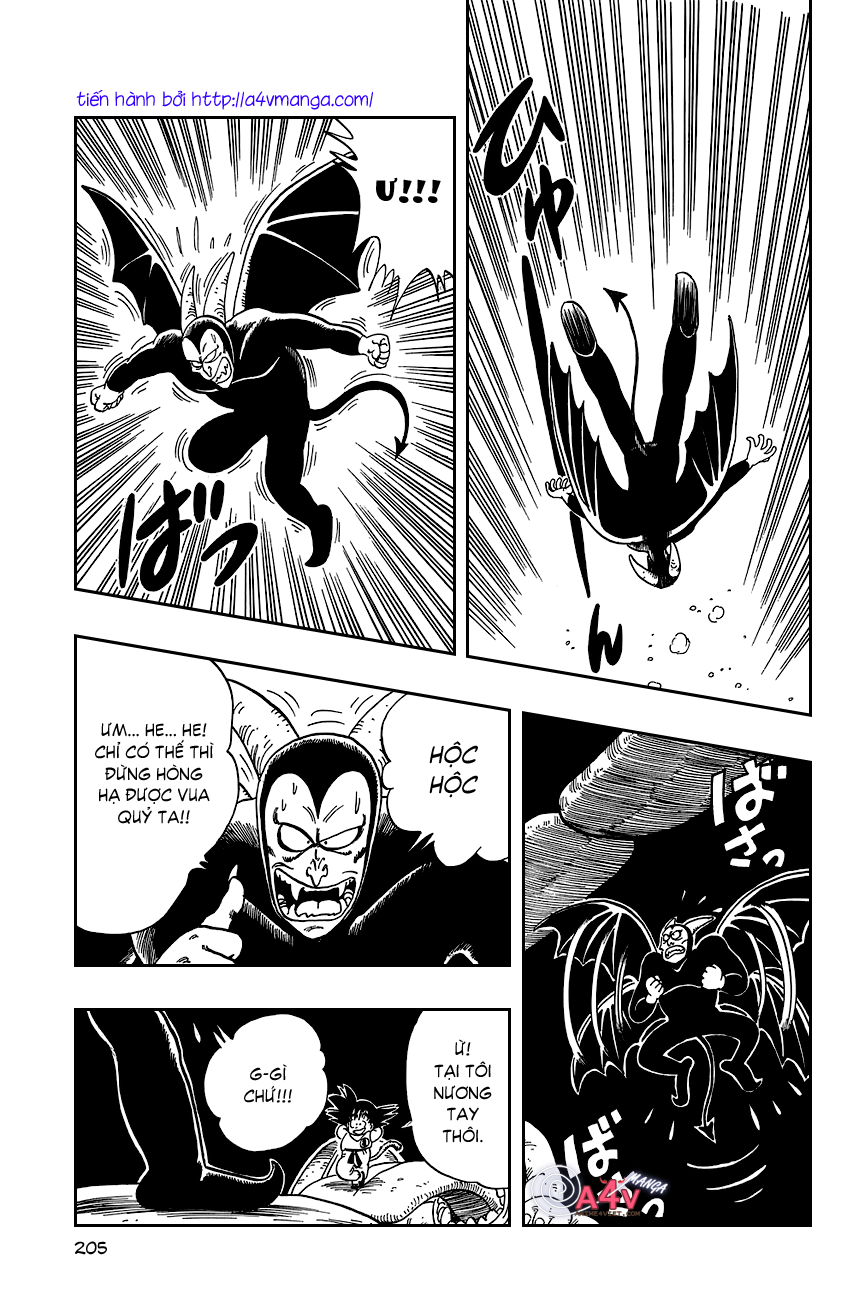 tiến hành bởi http://a4vmanga.com/
ひゅーん
Ư!!!
ばっ
ばさっ
ばさっ
HỘC
HỘC
ƯM... HE... HE!
CHỈ CÓ THẾ THÌ
ĐỪNG HÒNG
HẠ ĐƯỢC VUA
QUỶ TA!!
Ừ!
TẠI TÔI
NƯƠNG
TAY
THÔI.
G-GÌ
CHỨ!!!
MANGA
A4V
205